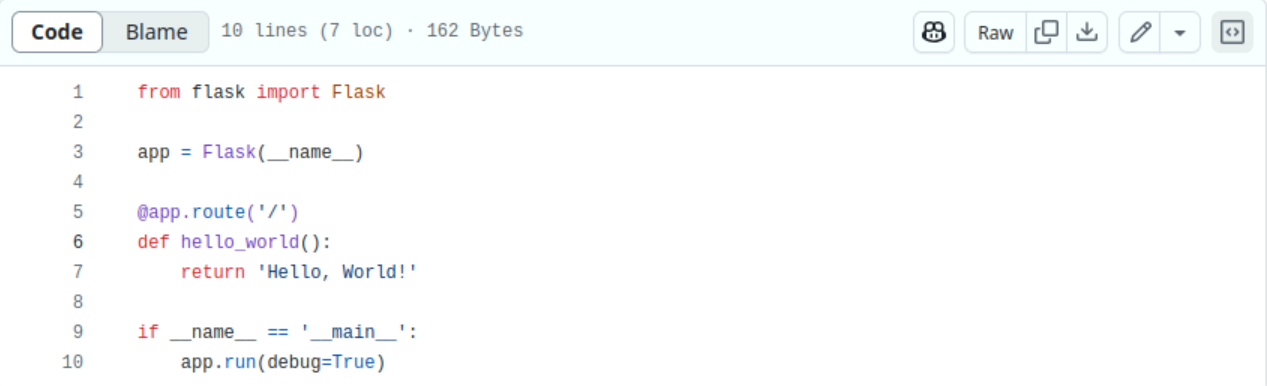 Code Blame 10 lines (7 loc) · 162 Bytes Raw
1 from flask import Flask
2
3 app = Flask(__name__)
4
5 @app.route('/')
6 def hello_world():
7     return 'Hello, World!'
8
9 if __name__ == '__main__':
10     app.run(debug=True)